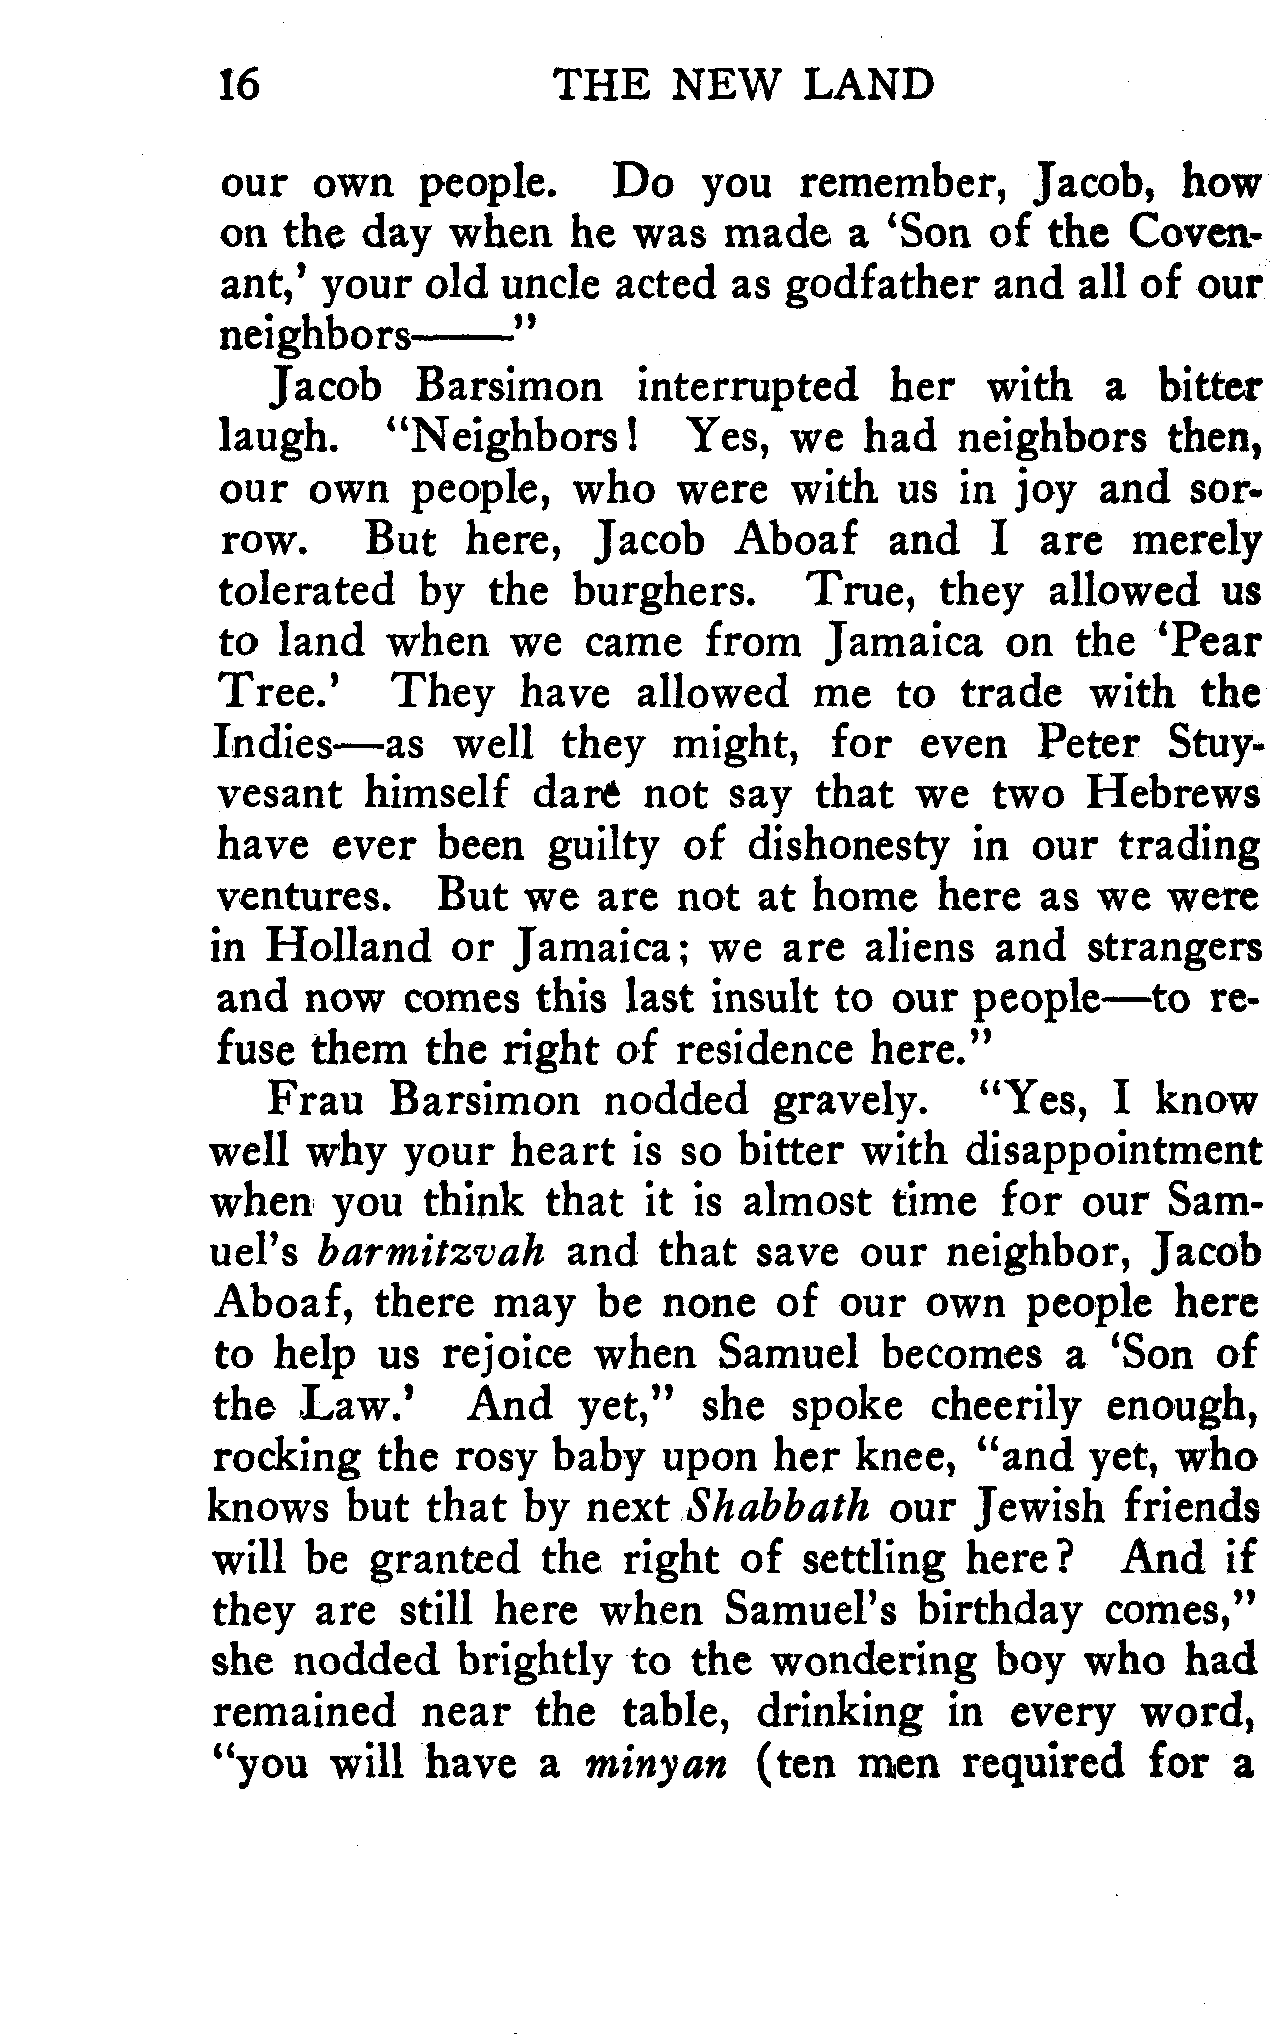 16 THE NEW LAND
our own people. Do you remember, Jacob, how
on the day when he was made a ‘Son of the Coven-
ant,’ your old uncle acted as godfather and all of our
neighbors——”
Jacob Barsimon interrupted her with a bitter
laugh. “Neighbors! Yes, we had neighbors then,
our own people, who were with us in joy and sor-
row. But here, Jacob Aboaf and I are merely
tolerated by the burghers. True, they allowed us
to land when we came from Jamaica on the ‘Pear
Tree.’ They have allowed me to trade with the
Indies—as well they might, for even Peter Stuy-
vesant himself dare not say that we two Hebrews
have ever been guilty of dishonesty in our trading
ventures. But we are not at home here as we were
in Holland or Jamaica; we are aliens and strangers
and now comes this last insult to our people—to re-
fuse them the right of residence here.”
Frau Barsimon nodded gravely. “Yes, I know
well why your heart is so bitter with disappointment
when you think that it is almost time for our Sam-
uel’s barmitzvah and that save our neighbor, Jacob
Aboaf, there may be none of our own people here
to help us rejoice when Samuel becomes a ‘Son of
the Law.’ And yet,” she spoke cheerily enough,
rocking the rosy baby upon her knee, “and yet, who
knows but that by next Shabbath our Jewish friends
will be granted the right of settling here? And if
they are still here when Samuel’s birthday comes,”
she nodded brightly to the wondering boy who had
remained near the table, drinking in every word,
“you will have a minyan (ten men required for a